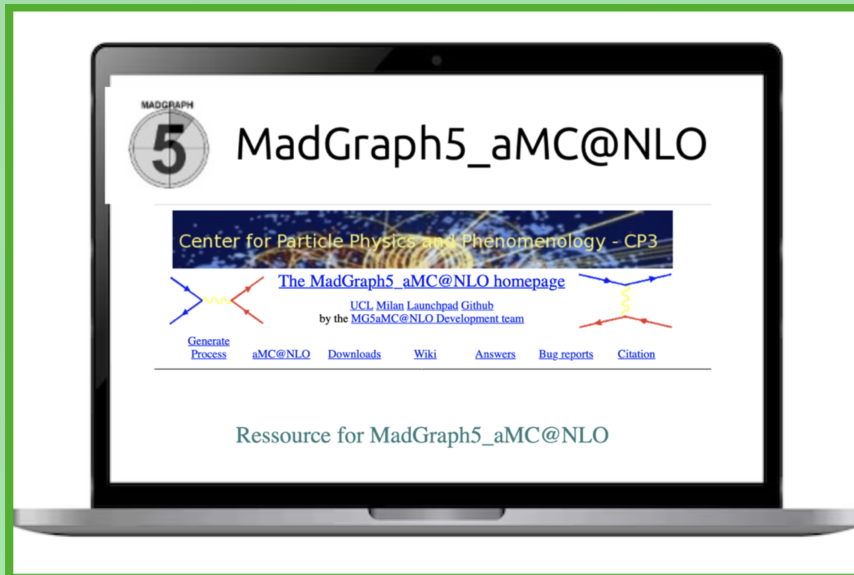 MADGRAPH
5
MadGraph5_aMC@NLO
Center for Particle Physics and Phenomenology - CP3
The MadGraph5_aMC@NLO homepage
UCL Milan Launchpad Github
by the MG5aMC@NLO Development team
Generate
Process aMC@NLO Downloads Wiki Answers Bug reports Citation
Ressource for MadGraph5_aMC@NLO